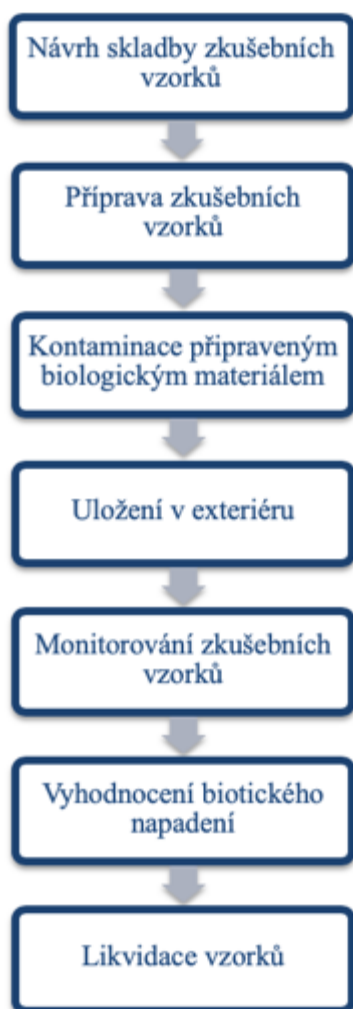 Návrh skladby zkušebních
vzorků
Příprava zkušebních
vzorků
Kontaminace připraveným
biologickým materiálem
Uložení v exteriéru
Monitorování zkušebních
vzorků
Vyhodnocení biotického
napadení
Likvidace vzorků